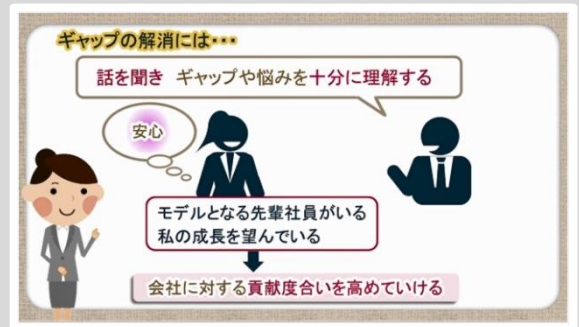 ギャップの解消には・・・
話を聞き ギャップや悩みを十分に理解する
安心
モデルとなる先輩社員がいる
私の成長を望んでいる
会社に対する貢献度合いを高めていける